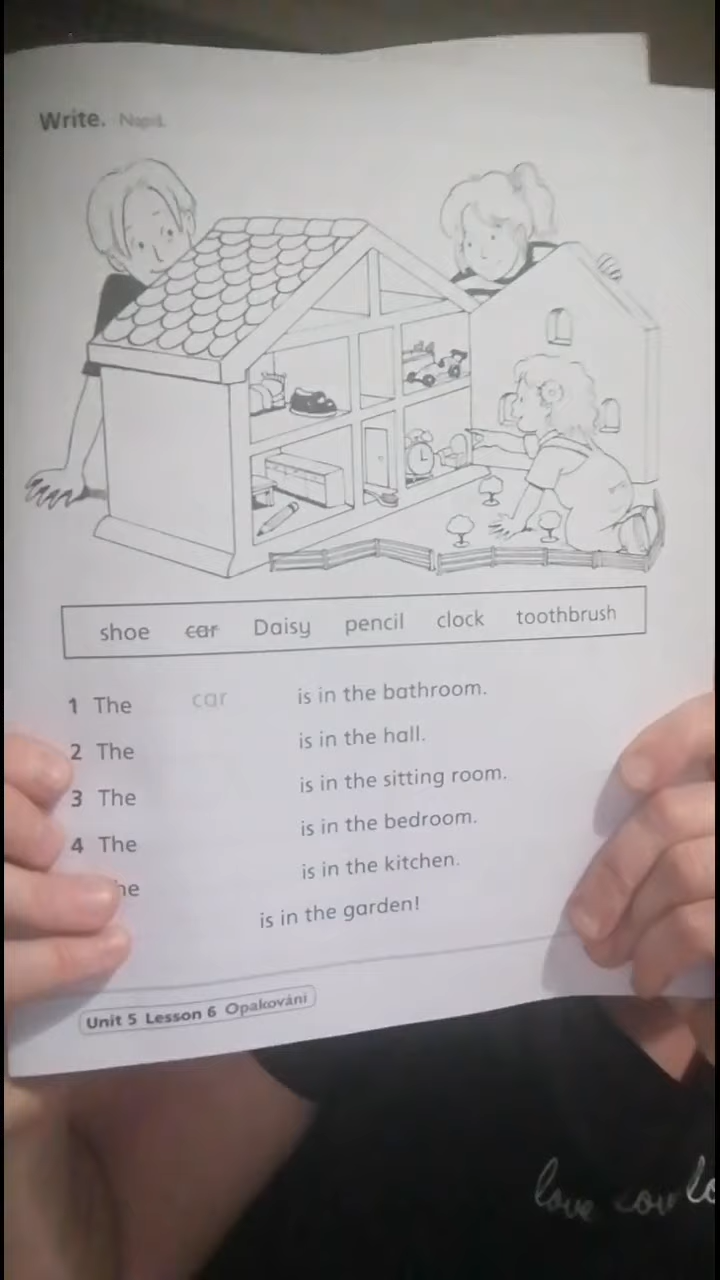 Write. Napiš.
shoe car Daisy pencil clock toothbrush
1 The car is in the bathroom.
2 The is in the hall.
3 The is in the sitting room.
4 The is in the bedroom.
he is in the kitchen.
is in the garden!
Unit 5 Lesson 6 Opakování
love